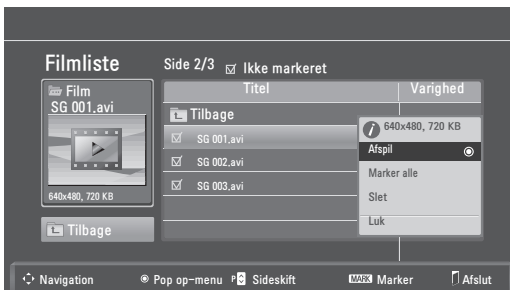 Filmliste
Side 2/3 Ikke markeret
Film
SG 001.avi
640x480, 720 KB
Tilbage
Titel Varighed
Tilbage
SG 001.avi
SG 002.avi
SG 003.avi
640x480, 720 KB
Afspil
Marker alle
Slet
Luk
Navigation Pop op-menu P Sideskift MARK Marker Afslut